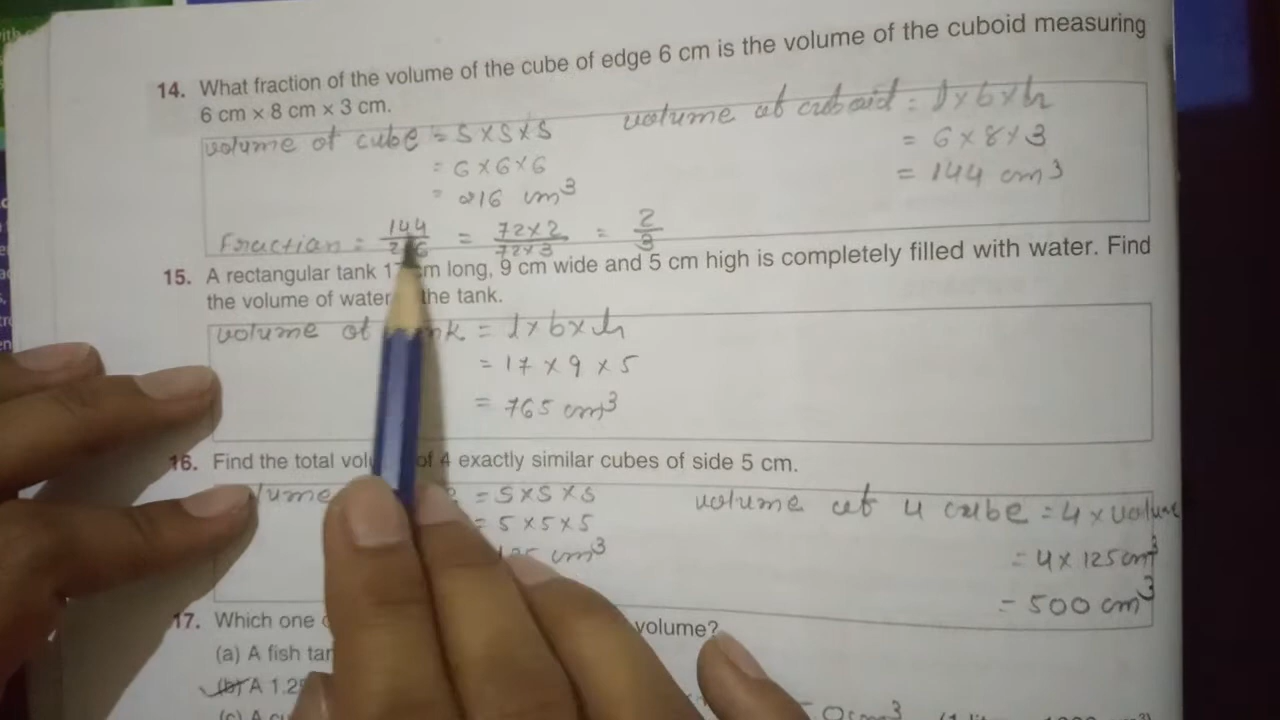 14. What fraction of the volume of the cube of edge 6 cm is the volume of the cuboid measuring
6 cm × 8 cm × 3 cm.
volume of cube = S × S × S
= 6 × 6 × 6
= 216 cm³
volume of cuboid = l × b × h
= 6 × 8 × 3
= 144 cm³
Fraction = 144/216 = 72×2/72×3 = 2/3
15. A rectangular tank 17 cm long, 9 cm wide and 5 cm high is completely filled with water. Find
the volume of water the tank.
volume of = l × b × h
= 17 × 9 × 5
= 765 cm³
16. Find the total of 4 exactly similar cubes of side 5 cm.
= S × S × S
= 5 × 5 × 5
cm³
volume of 4 cube = 4 × volume
= 4 × 125 cm³
= 500 cm³
17. Which one volume?
(a) A fish
(b) A
(c) A